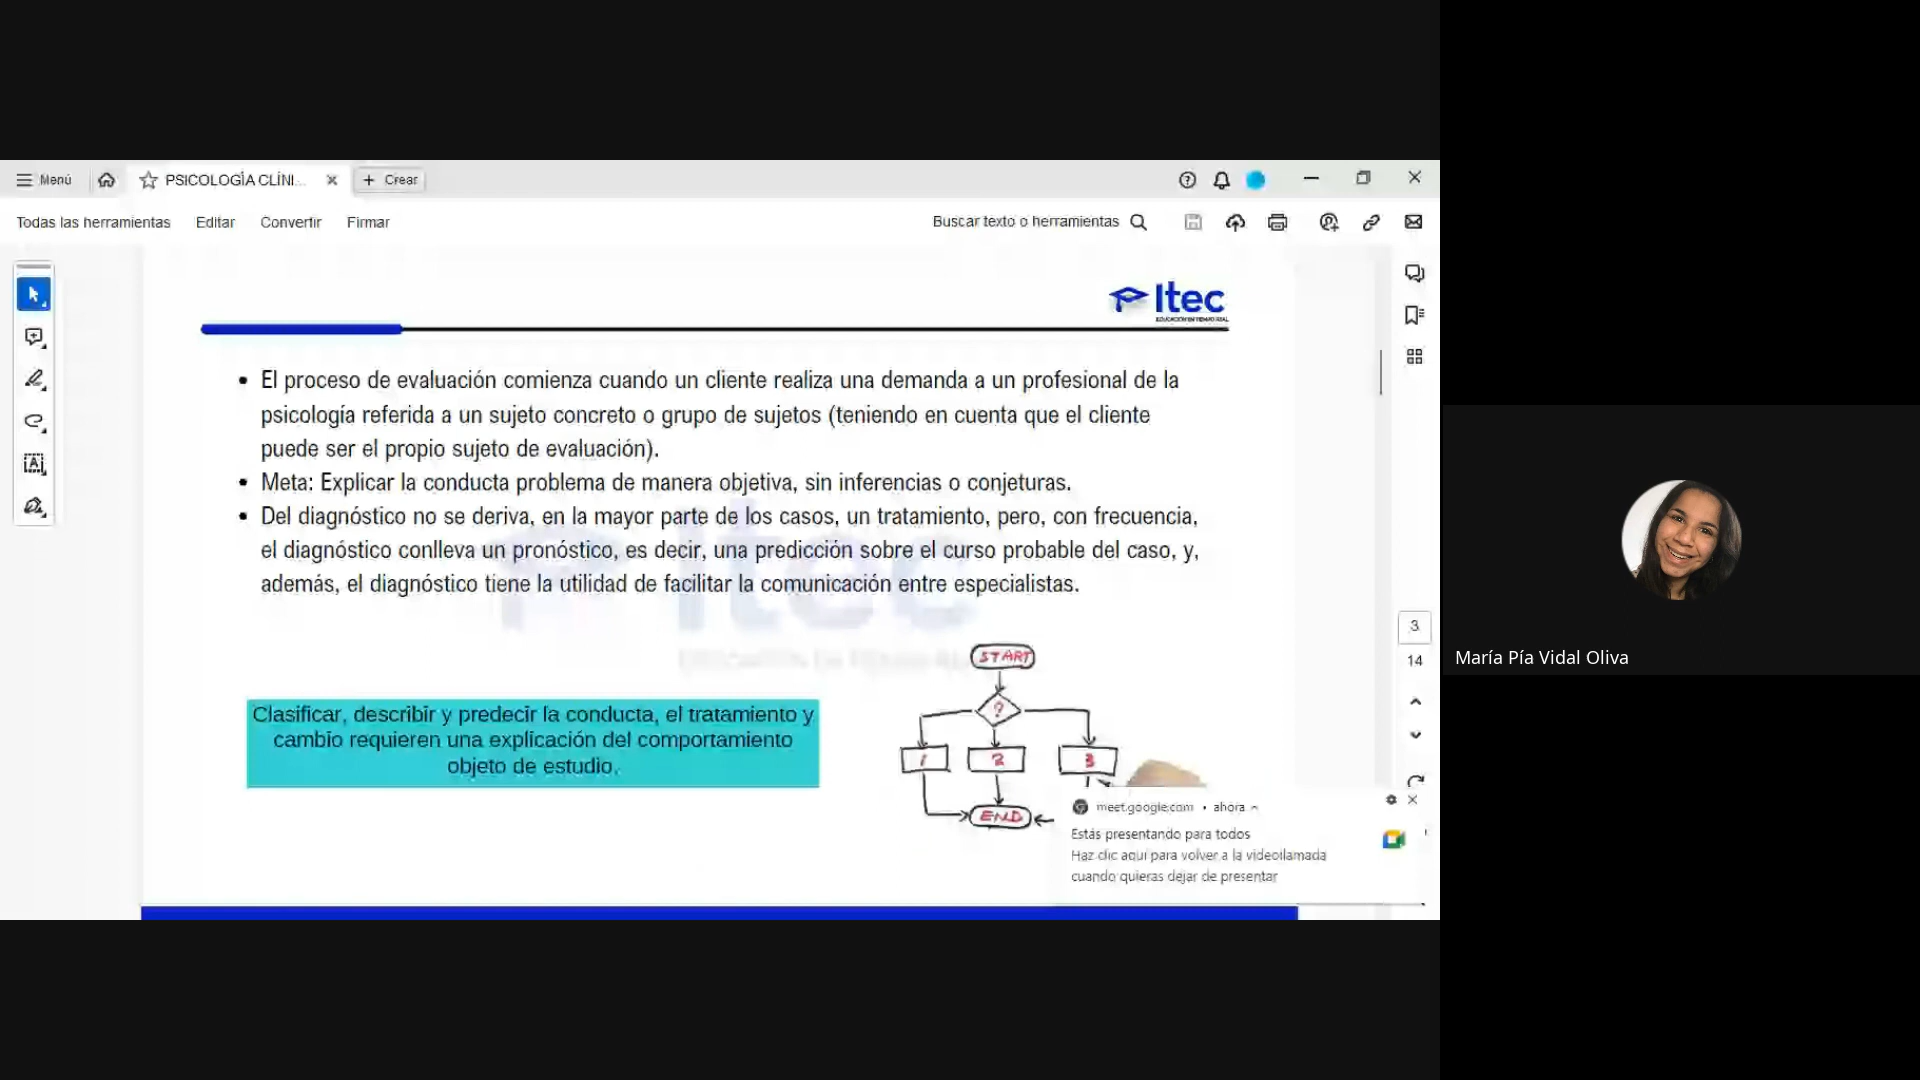 Menú
PSICOLOGÍA CLÍNI...
Crear
Todas las herramientas
Editar
Convertir
Firmar
Buscar texto o herramientas
Itec
EDUCACIÓN EN TIEMPO REAL
• El proceso de evaluación comienza cuando un cliente realiza una demanda a un profesional de la
psicología referida a un sujeto concreto o grupo de sujetos (teniendo en cuenta que el cliente
puede ser el propio sujeto de evaluación).
• Meta: Explicar la conducta problema de manera objetiva, sin inferencias o conjeturas.
• Del diagnóstico no se deriva, en la mayor parte de los casos, un tratamiento, pero, con frecuencia,
el diagnóstico conlleva un pronóstico, es decir, una predicción sobre el curso probable del caso, y,
además, el diagnóstico tiene la utilidad de facilitar la comunicación entre especialistas.
Itec
START
?
1
2
3
END
Clasificar, describir y predecir la conducta, el tratamiento y
cambio requieren una explicación del comportamiento
objeto de estudio.
3
14
meet.google.com • ahora
Estás presentando para todos
Haz clic aquí para volver a la videollamada
cuando quieras dejar de presentar
María Pía Vidal Oliva